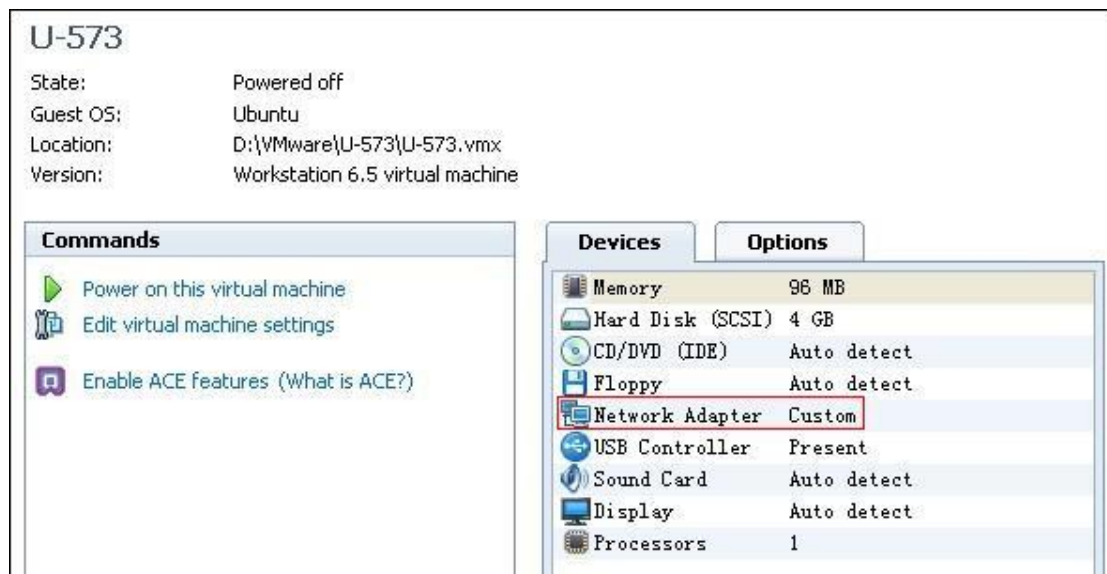 U-573
State: Powered off
Guest OS: Ubuntu
Location: D:\VMware\U-573\U-573.vmx
Version: Workstation 6.5 virtual machine
Commands
Power on this virtual machine
Edit virtual machine settings
Enable ACE features (What is ACE?)
Devices Options
Memory 96 MB
Hard Disk (SCSI) 4 GB
CD/DVD (IDE) Auto detect
Floppy Auto detect
Network Adapter Custom
USB Controller Present
Sound Card Auto detect
Display Auto detect
Processors 1